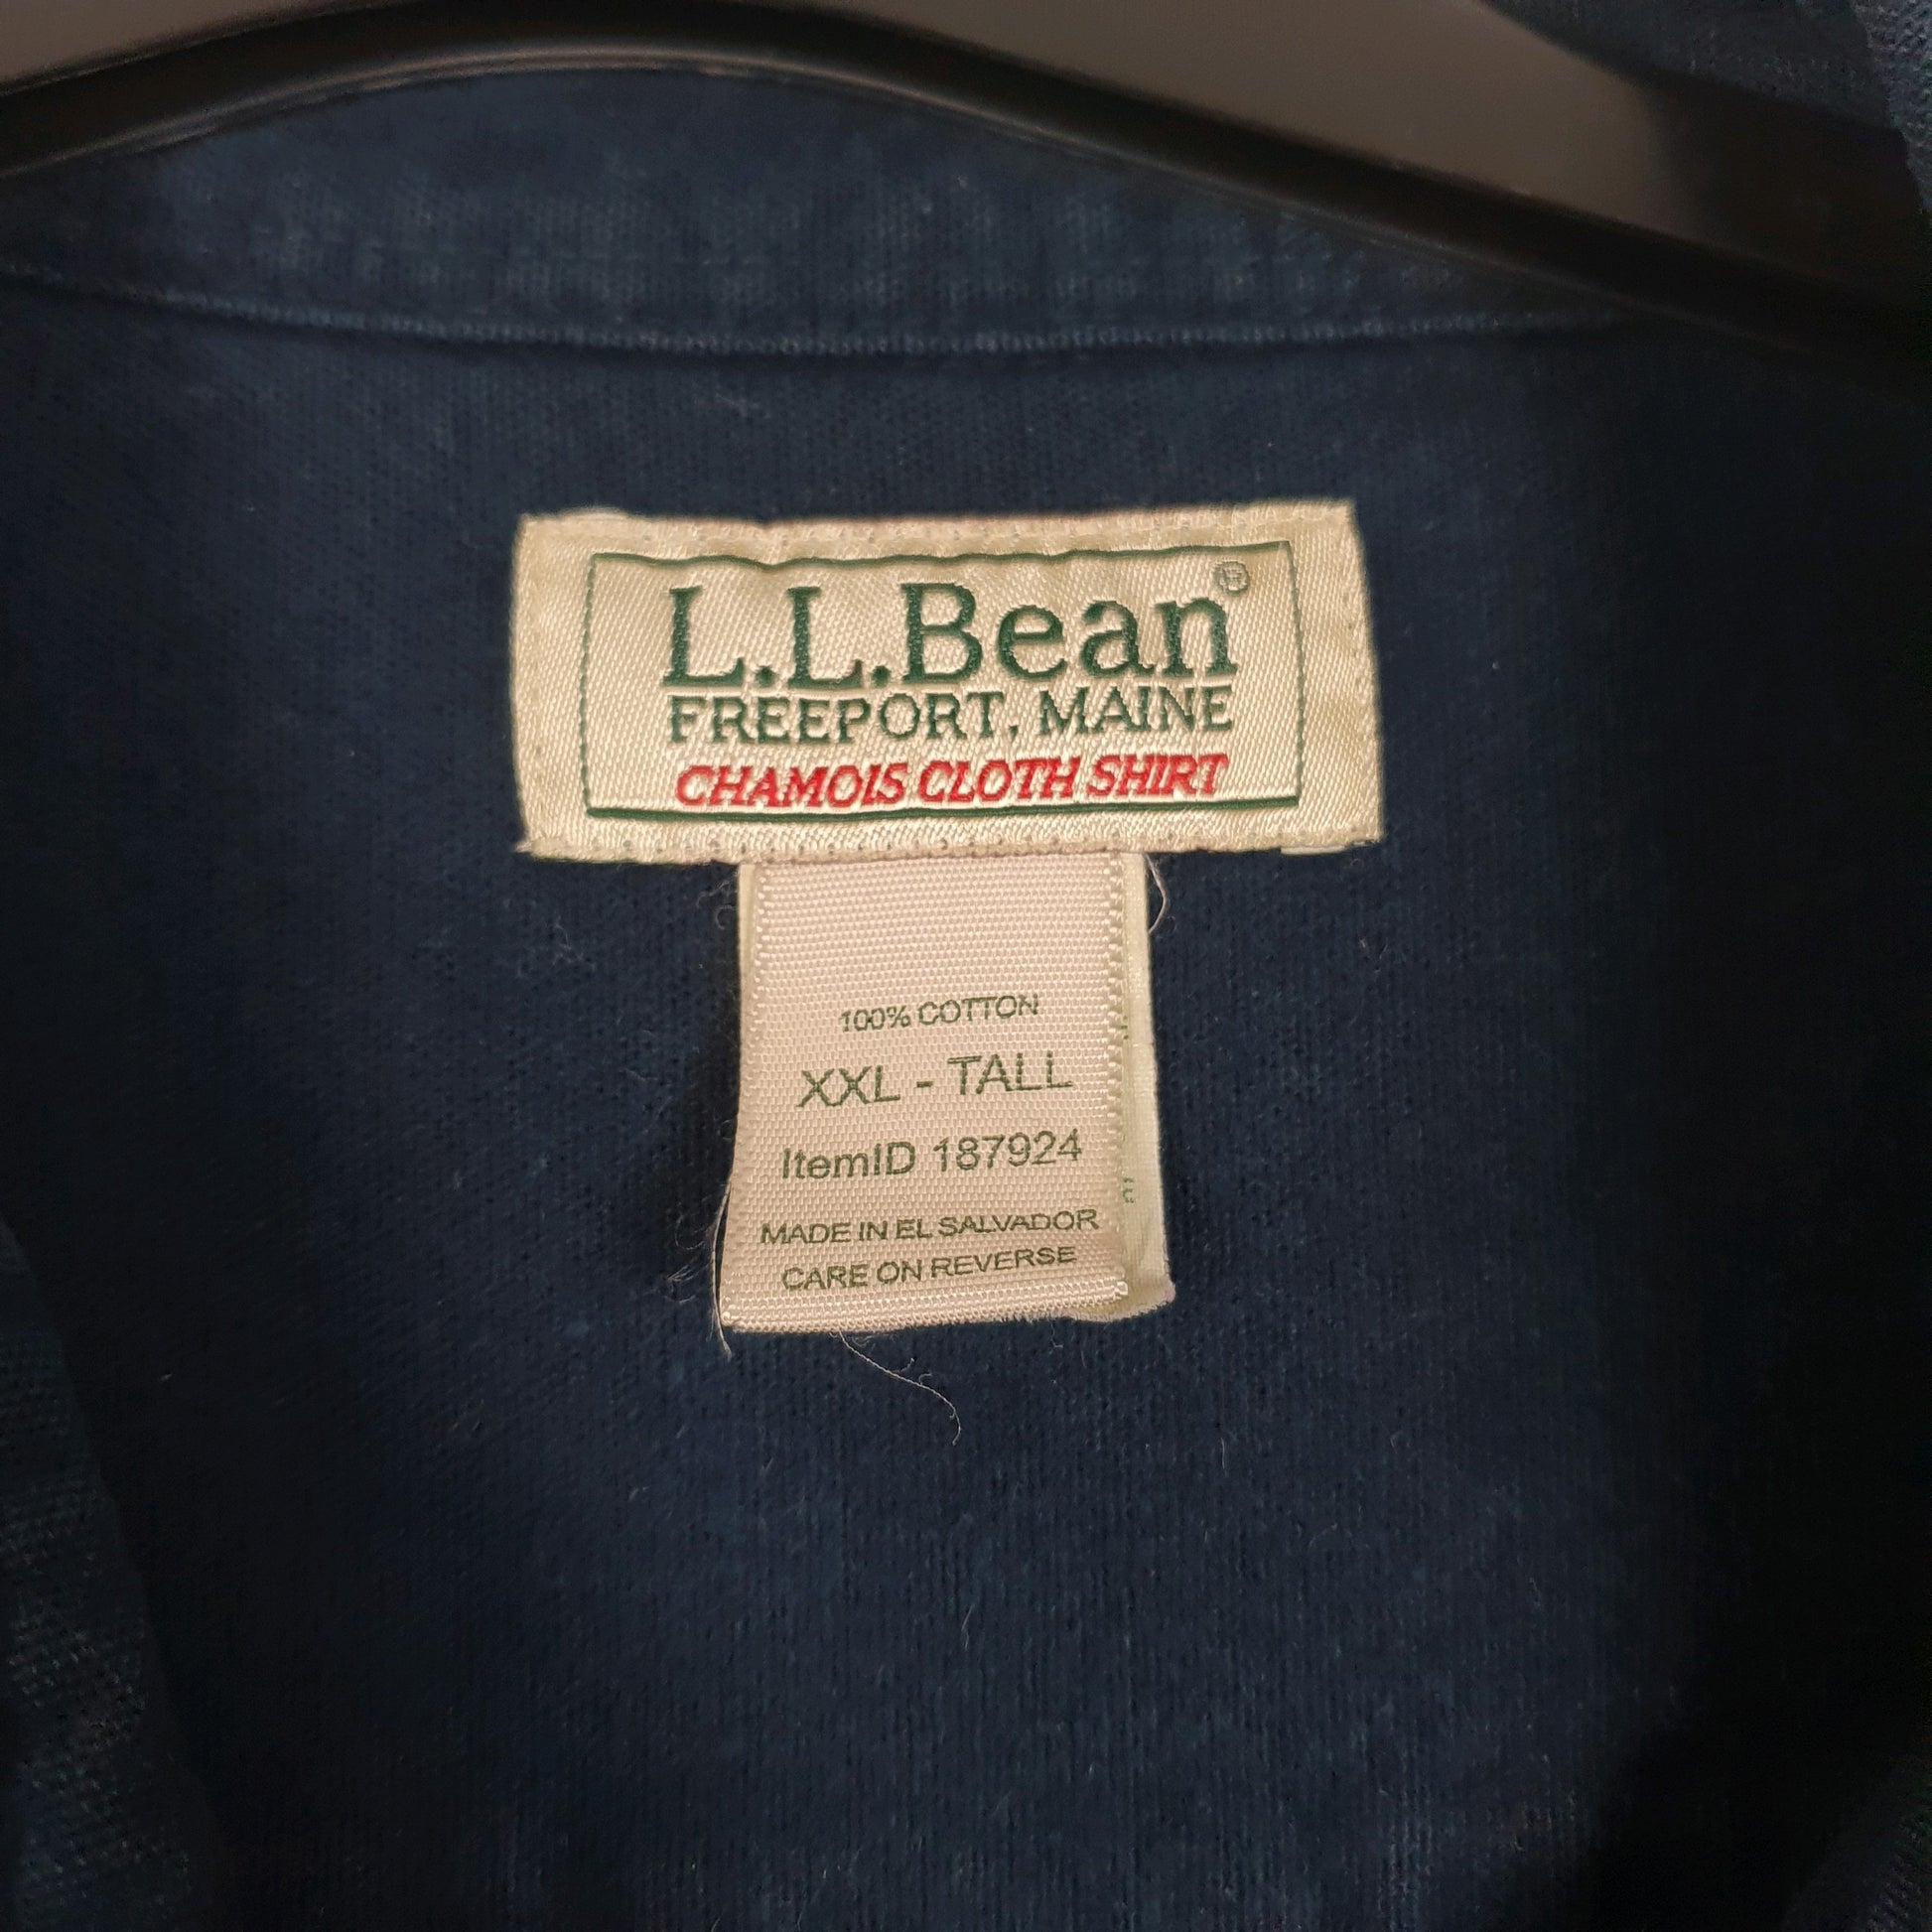 L.L.Bean®
FREEPORT, MAINE
CHAMOIS CLOTH SHIRT
100% COTTON
XXL - TALL
ItemID 187924
MADE IN EL SALVADOR
CARE ON REVERSE